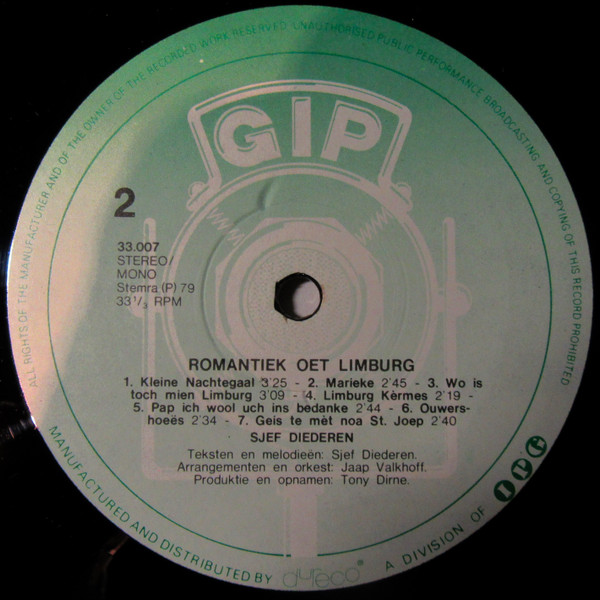 ALL RIGHTS OF THE MANUFACTURER AND OF THE OWNER OF THE RECORDED WORK RESERVED. UNAUTHORISED PUBLIC PERFORMANCE BROADCASTING AND COPYING OF THIS RECORD PROHIBITED
GIP
2
33.007
STEREO/
MONO
Stemra (P) 79
33 1/3 RPM
ROMANTIEK OET LIMBURG
1. Kleine Nachtegaal 3'25 - 2. Marieke 2'45 - 3. Wo is
toch mien Limburg 3'09 - 4. Limburg Kèrmes 2'19 -
5. Pap ich wool uch ins bedanke 2'44 - 6. Ouwers-
hoeës 2'34 - 7. Geis te mèt noa St. Joep 2'40
SJEF DIEDEREN
Teksten en melodieën: Sjef Diederen.
Arrangementen en orkest: Jaap Valkhoff.
Produktie en opnamen: Tony Dirne.
MANUFACTURED AND DISTRIBUTED BY dureco A DIVISION OF